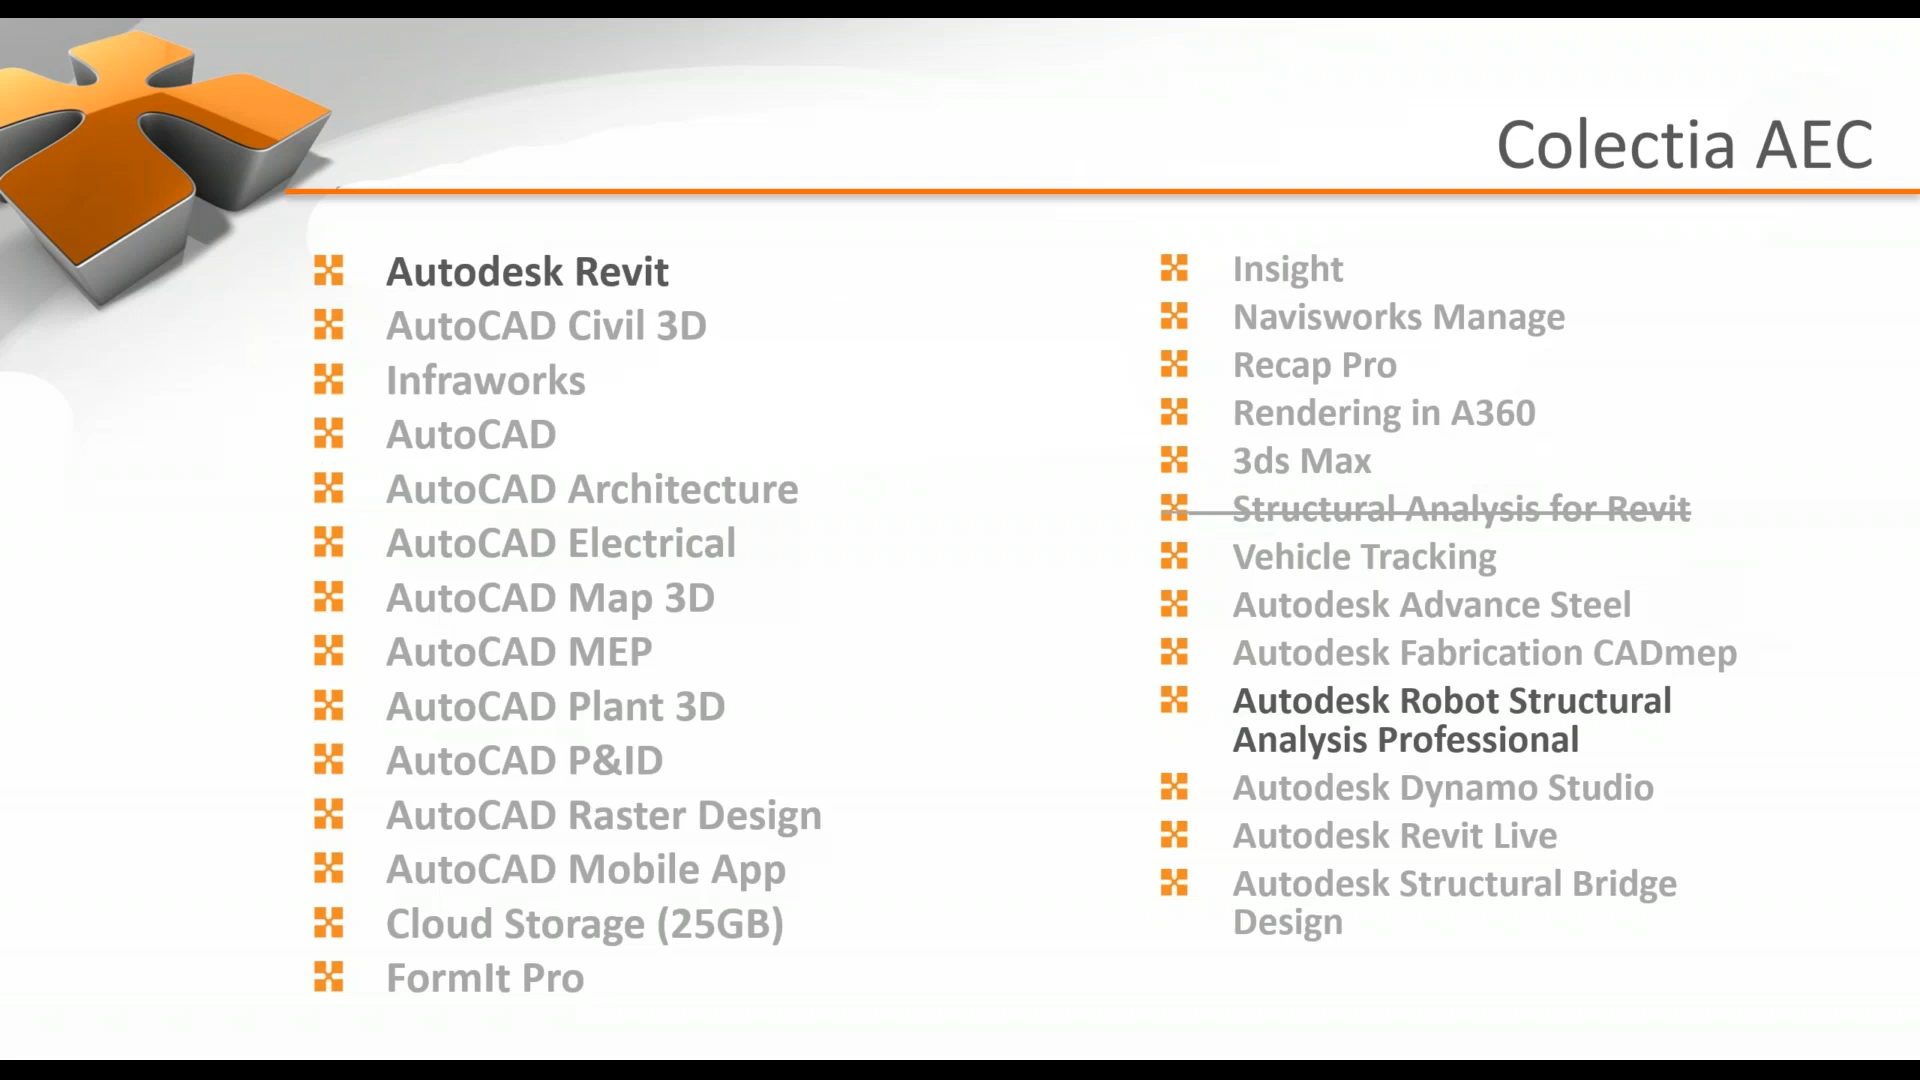 Colectia AEC
Autodesk Revit
AutoCAD Civil 3D
Infraworks
AutoCAD
AutoCAD Architecture
AutoCAD Electrical
AutoCAD Map 3D
AutoCAD MEP
AutoCAD Plant 3D
AutoCAD P&ID
AutoCAD Raster Design
AutoCAD Mobile App
Cloud Storage (25GB)
FormIt Pro
Insight
Navisworks Manage
Recap Pro
Rendering in A360
3ds Max
Structural Analysis for Revit
Vehicle Tracking
Autodesk Advance Steel
Autodesk Fabrication CADmep
Autodesk Robot Structural
Analysis Professional
Autodesk Dynamo Studio
Autodesk Revit Live
Autodesk Structural Bridge
Design